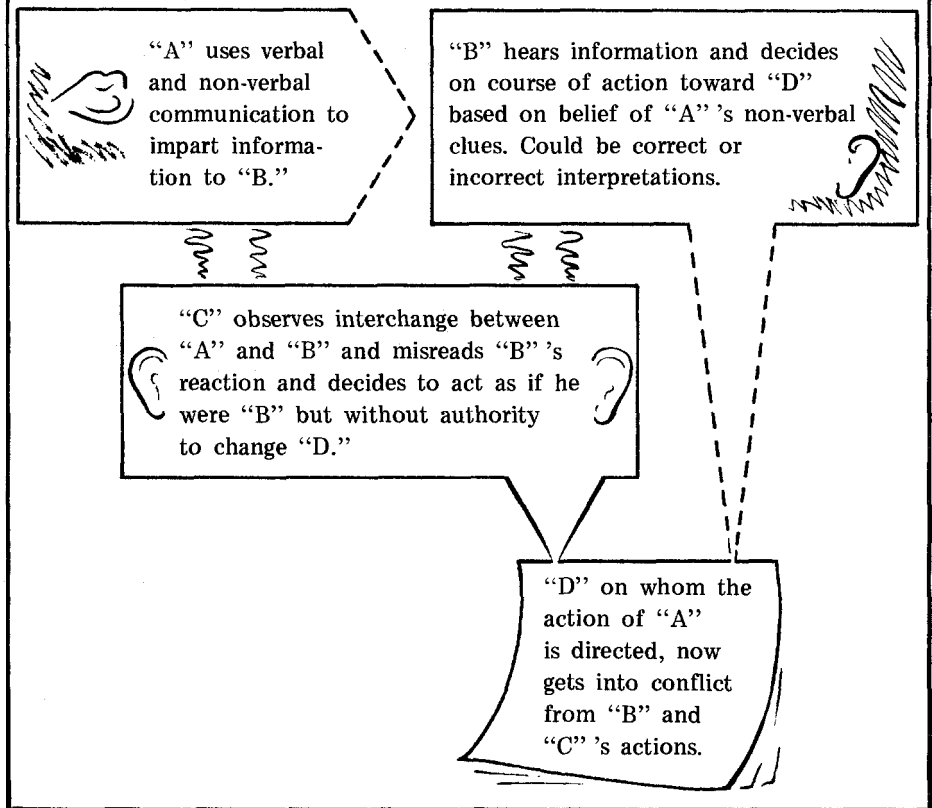 “A” uses verbal
and non-verbal
communication to
impart informa-
tion to “B.”
“B” hears information and decides
on course of action toward “D”
based on belief of “A” ’s non-verbal
clues. Could be correct or
incorrect interpretations.
“C” observes interchange between
“A” and “B” and misreads “B” ’s
reaction and decides to act as if he
were “B” but without authority
to change “D.”
“D” on whom the
action of “A”
is directed, now
gets into conflict
from “B” and
“C” ’s actions.